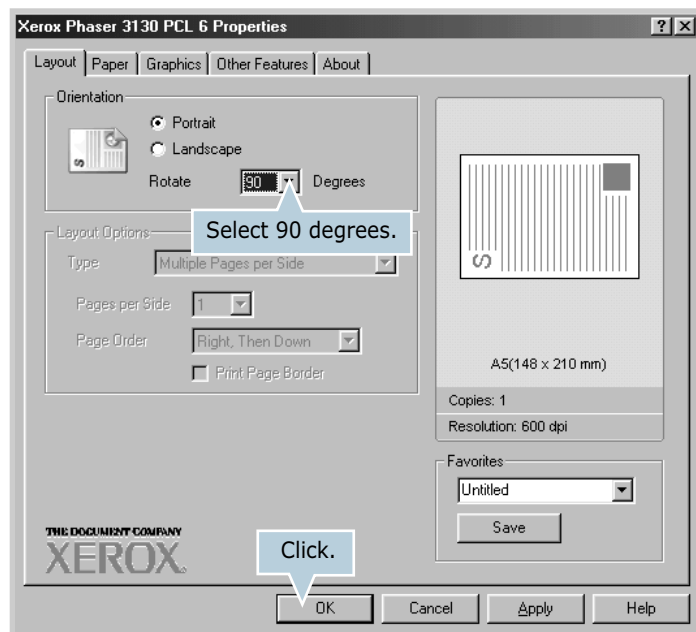 Xerox Phaser 3130 PCL 6 Properties
Layout Paper Graphics Other Features About
Orientation
Portrait
Landscape
Rotate 90 Degrees
Select 90 degrees.
Layout Options
Type Multiple Pages per Side
Pages per Side 1
Page Order Right, Then Down
Print Page Border
S
S
A5(148 x 210 mm)
Copies: 1
Resolution: 600 dpi
Favorites
Untitled
Save
THE DOCUMENT COMPANY
XEROX
Click.
OK Cancel Apply Help